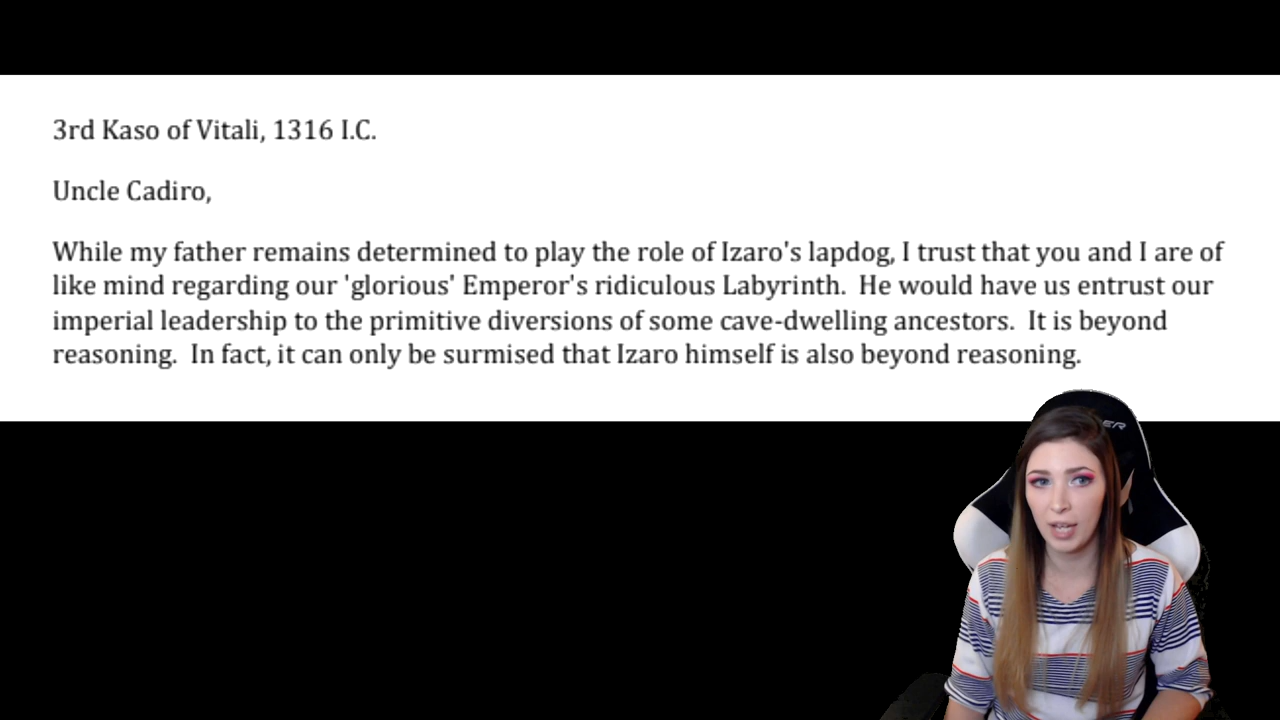 3rd Kaso of Vitali, 1316 I.C.
Uncle Cadiro,
While my father remains determined to play the role of Izaro's lapdog, I trust that you and I are of
like mind regarding our 'glorious' Emperor's ridiculous Labyrinth.  He would have us entrust our
imperial leadership to the primitive diversions of some cave-dwelling ancestors.  It is beyond
reasoning.  In fact, it can only be surmised that Izaro himself is also beyond reasoning.